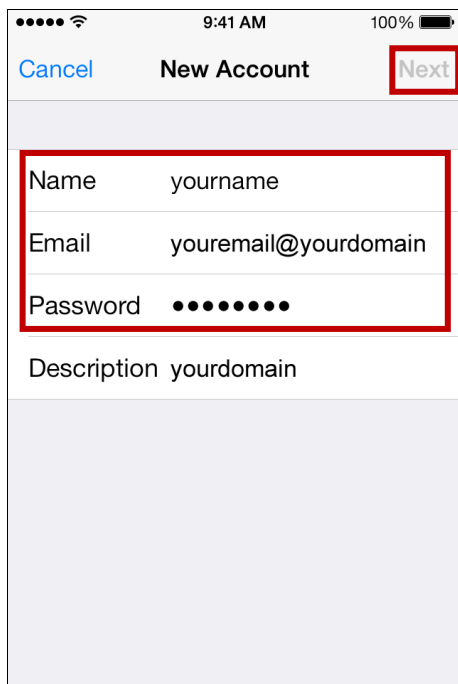 9:41 AM 100%
Cancel New Account Next
Name yourname
Email youremail@yourdomain
Password ●●●●●●●●
Description yourdomain